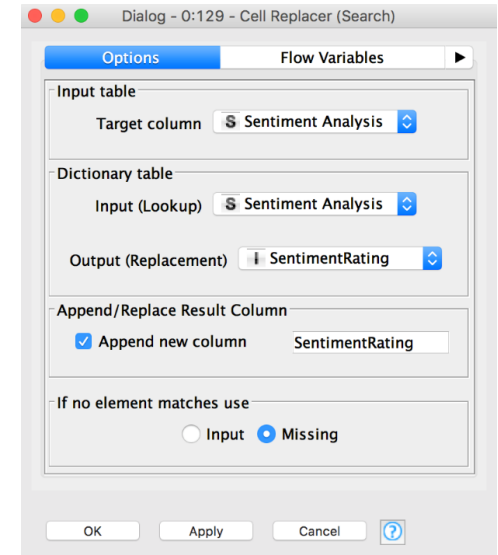 Dialog - 0:129 - Cell Replacer (Search)
Options Flow Variables
Input table
Target column S Sentiment Analysis
Dictionary table
Input (Lookup) S Sentiment Analysis
Output (Replacement) I SentimentRating
Append/Replace Result Column
Append new column SentimentRating
If no element matches use
Input Missing
OK Apply Cancel ?